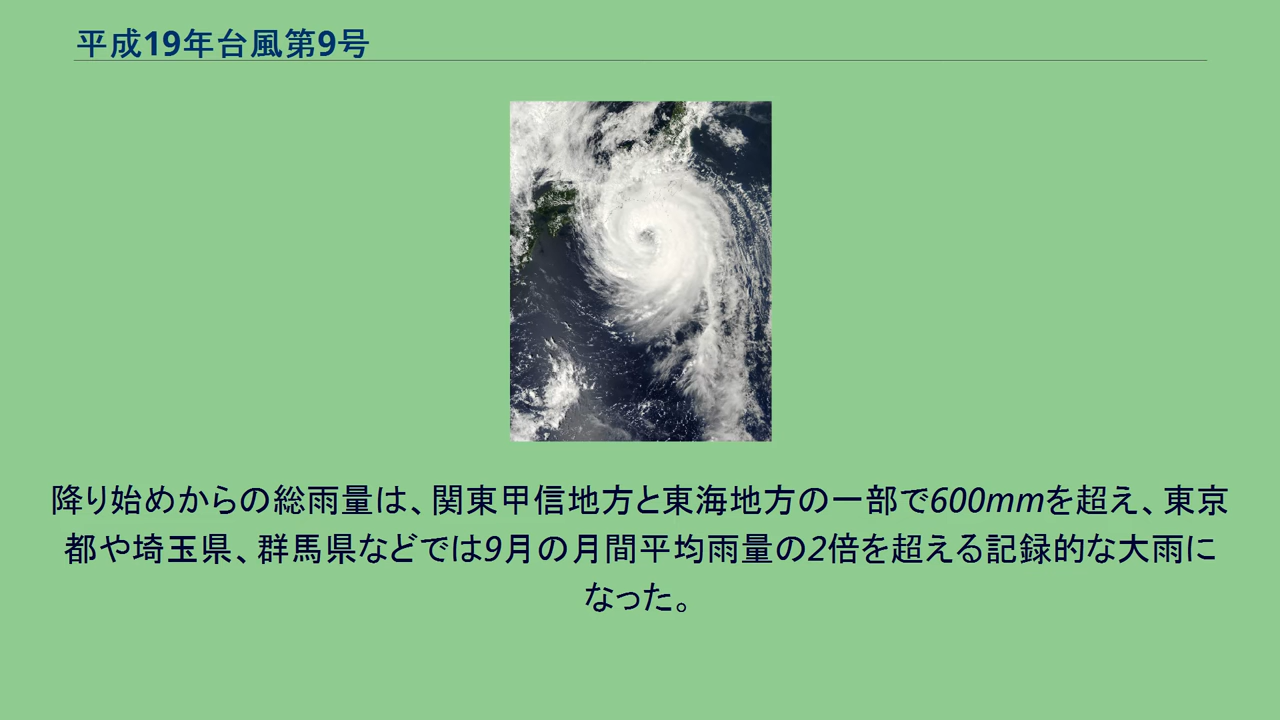 平成19年台風第9号
降り始めからの総雨量は、関東甲信地方と東海地方の一部で600mmを超え、東京
都や埼玉県、群馬県などでは9月の月間平均雨量の2倍を超える記録的な大雨に
なった。